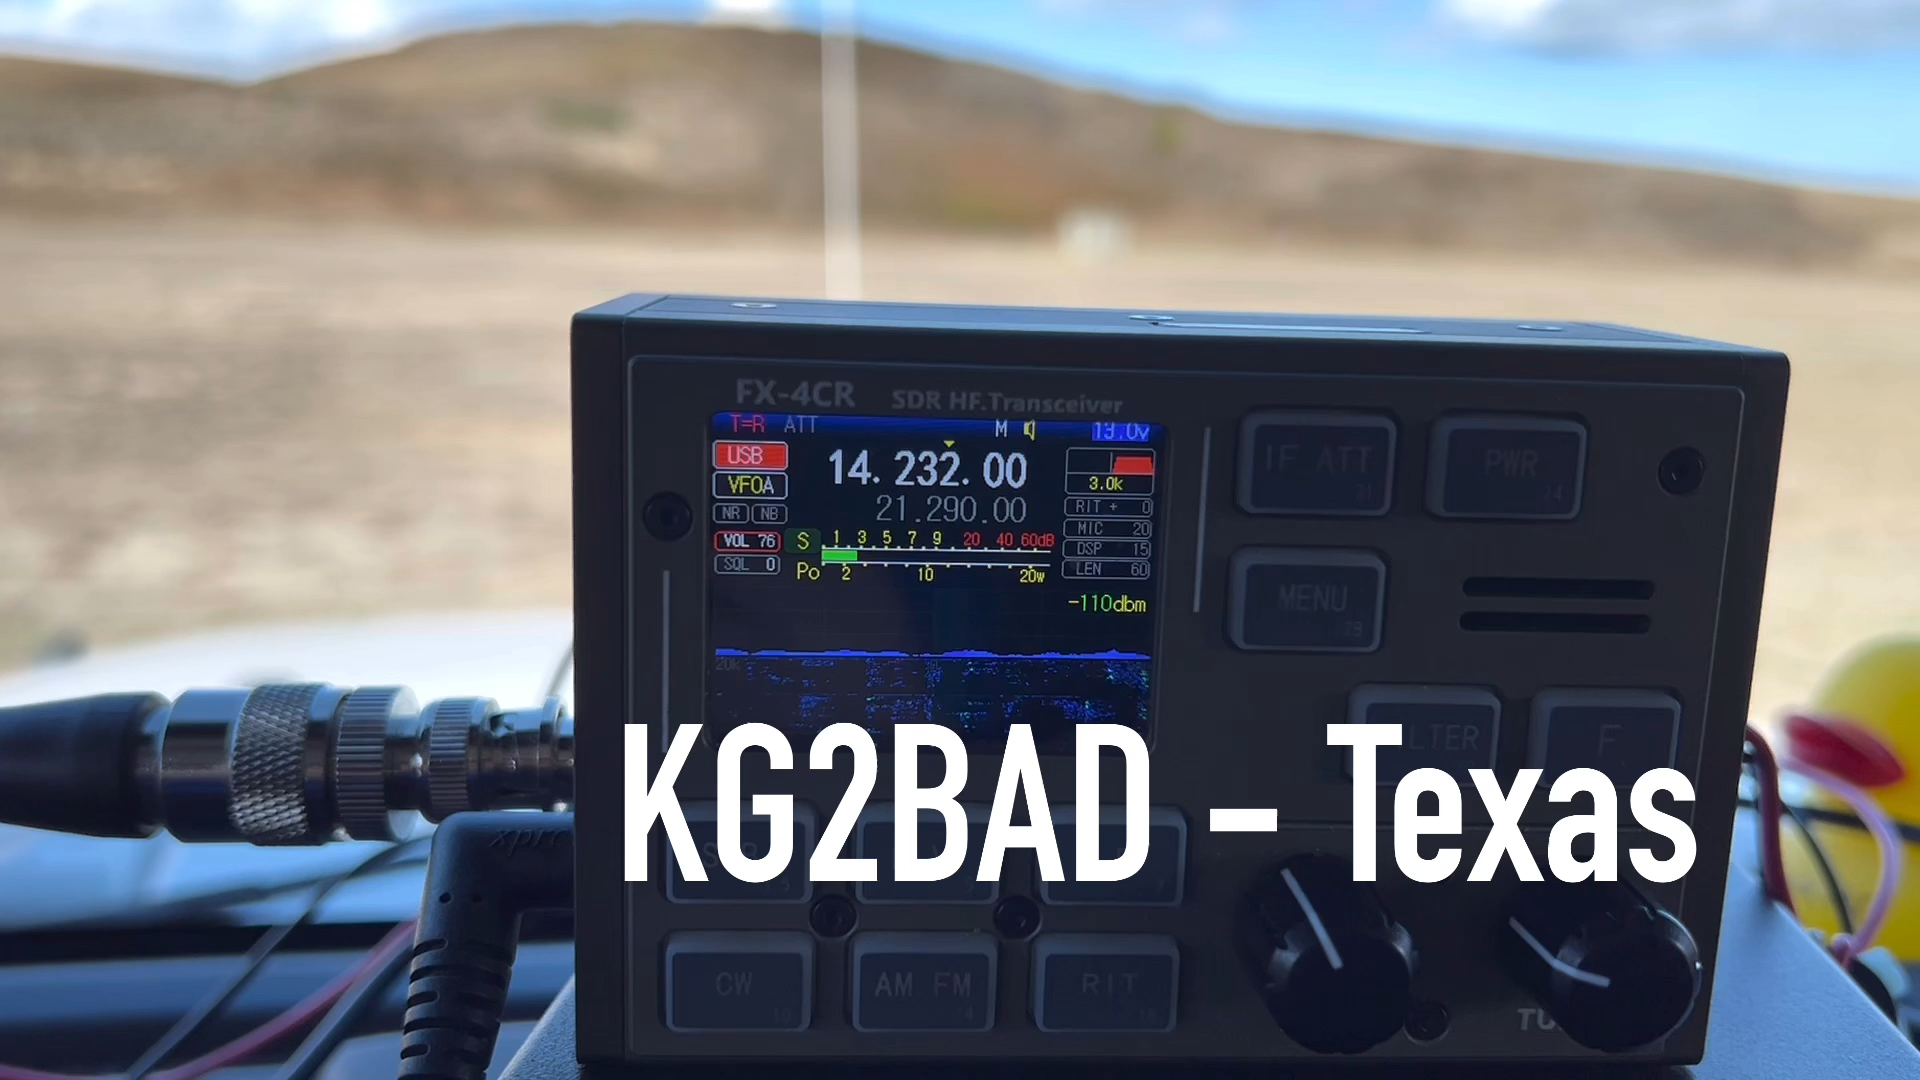 FX-4CR SDR HF.Transceiver
T=R ATT M 13.0v
USB 14. 232. 00
VFOA 3.0k
21.290.00
NR NB RIT + 0
VOL 76 S 1 3 5 7 9 20 40 60dB MIC 20
SQL 0 Po 2 10 20w DSP 15
LEN 60
-110dbm
20k
IF ATT
PWR
MENU
F
KG2BAD – Texas
CW
AM FM
RIT